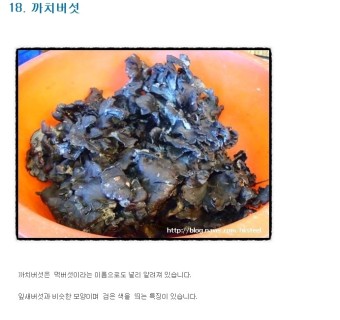 18. 까치버섯
까치버섯은 먹버섯이라는 이름으로도 널리 알려져 있습니다.
잎새버섯과 비슷한 모양이며 검은 색을 띄는 특징이 있습니다.